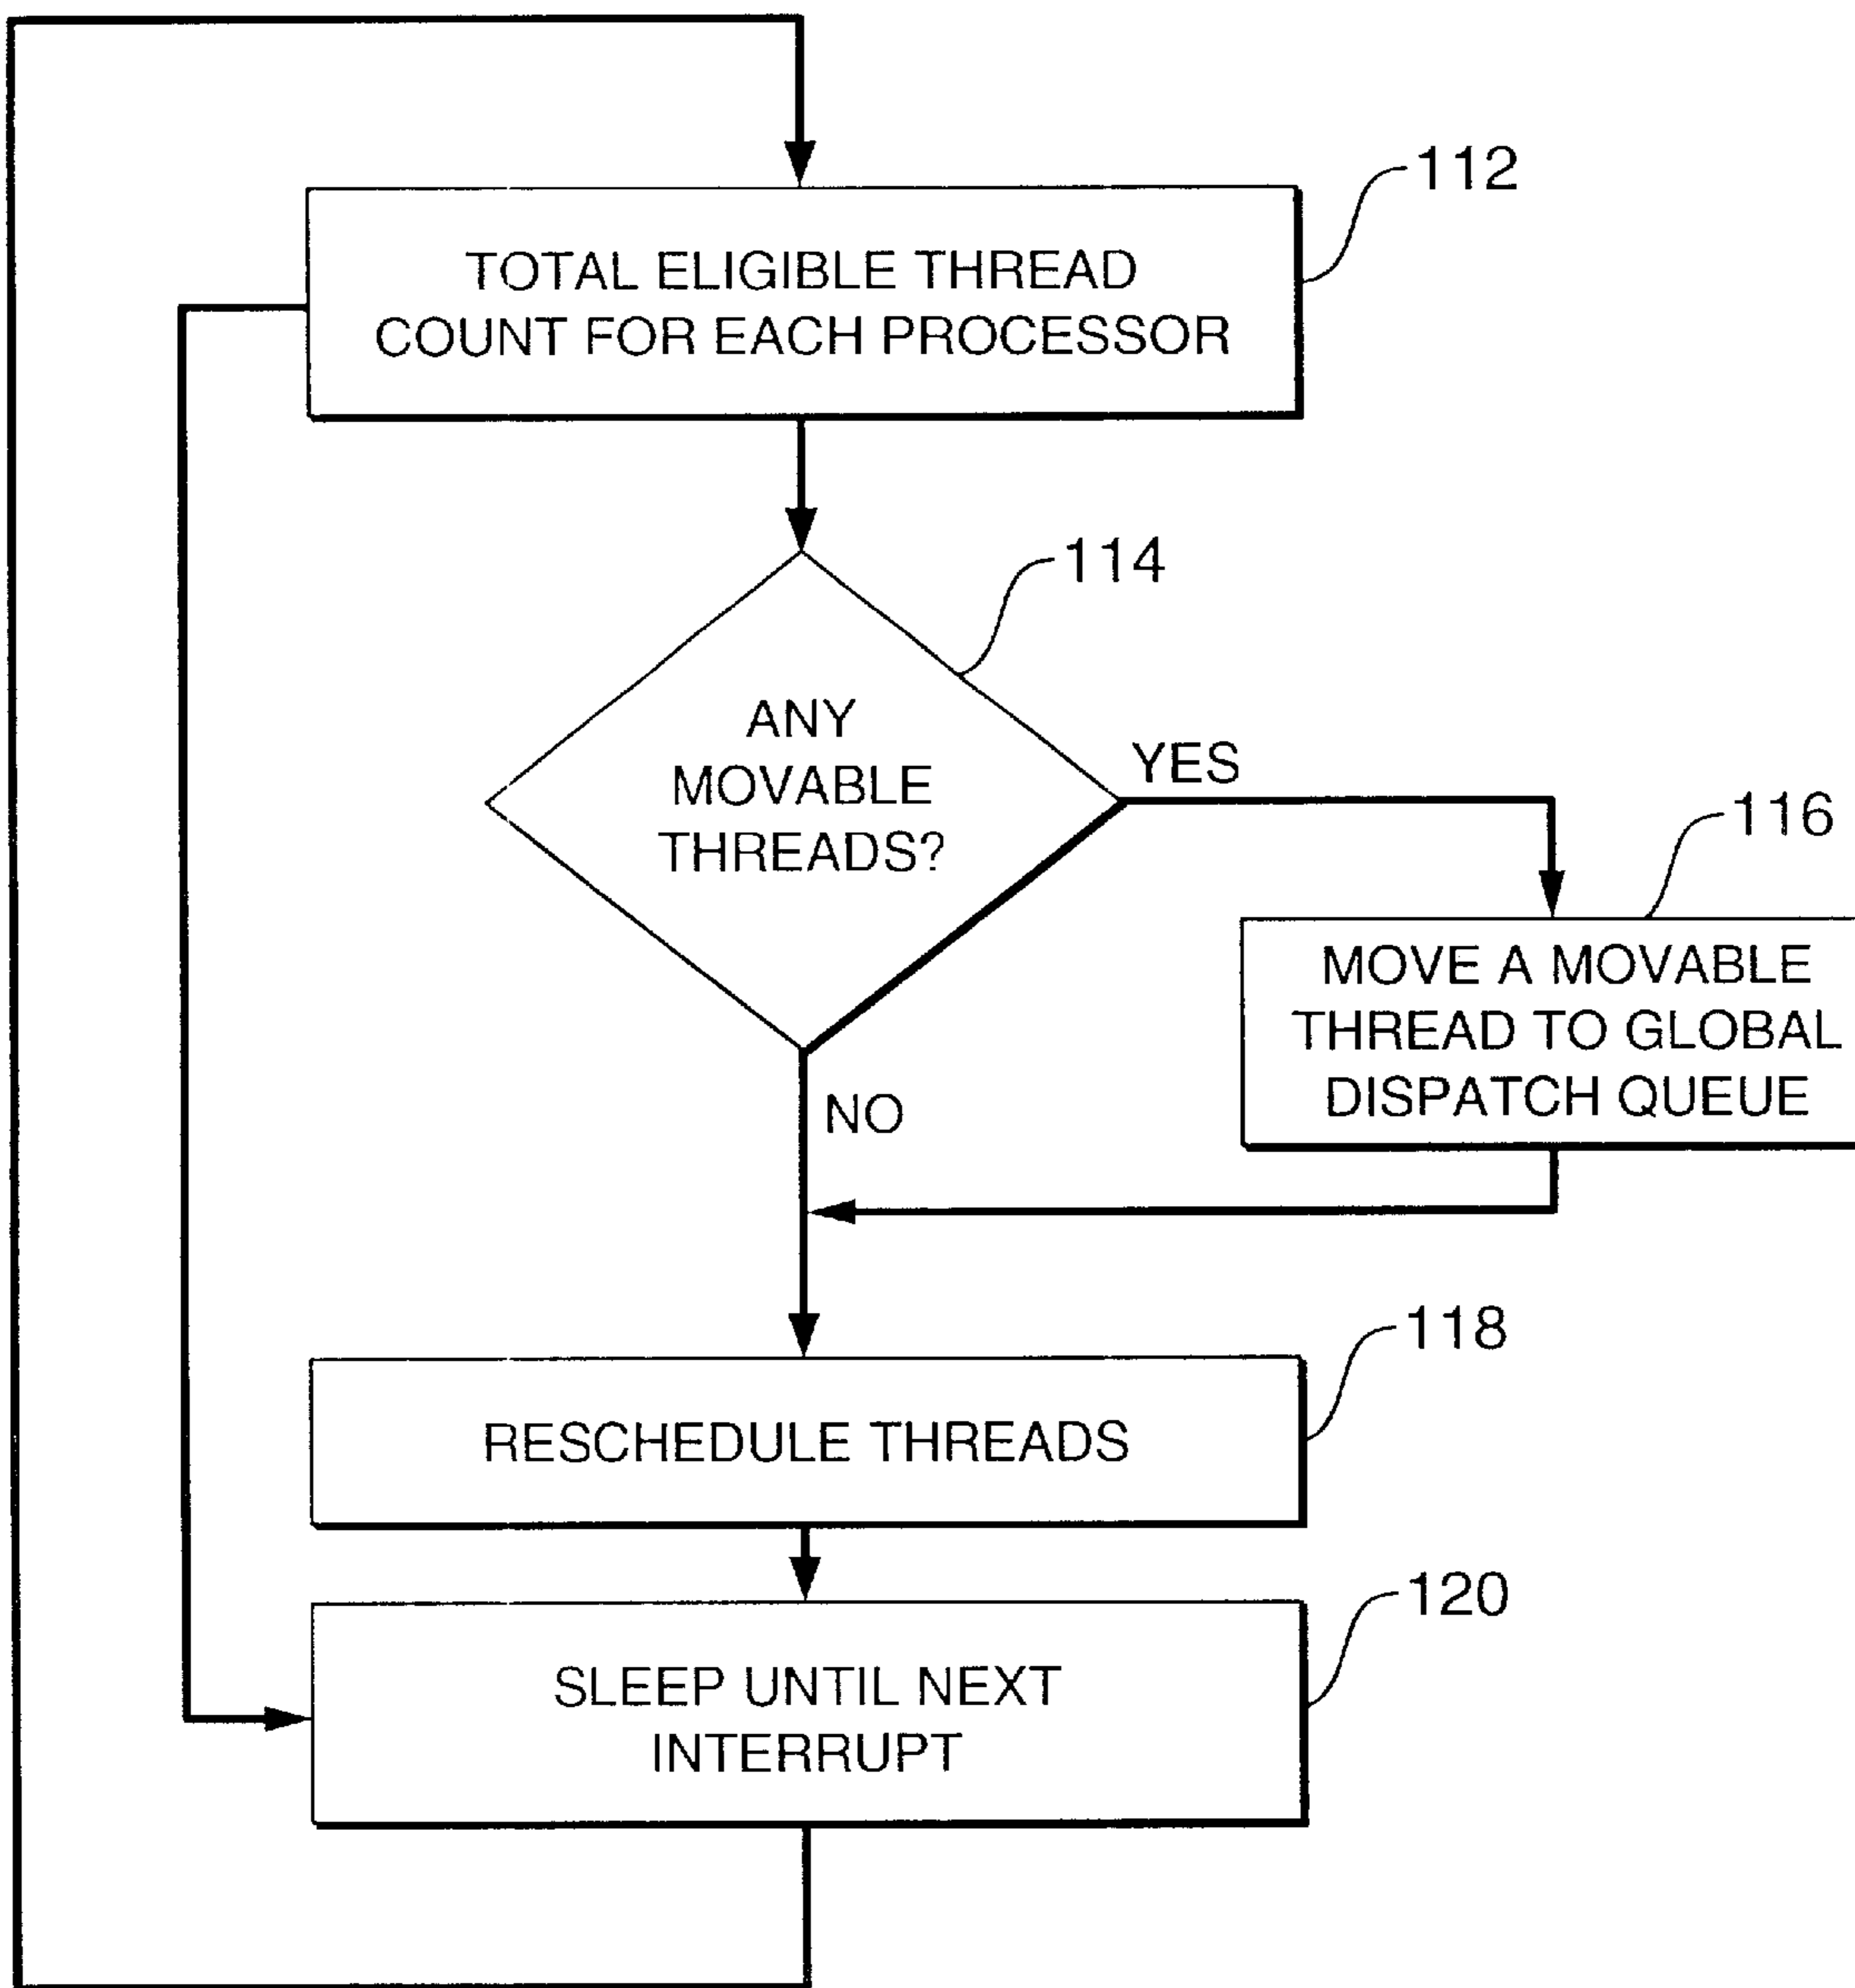 112
TOTAL ELIGIBLE THREAD
COUNT FOR EACH PROCESSOR
114
ANY
MOVABLE
THREADS?
YES
116
MOVE A MOVABLE
THREAD TO GLOBAL
DISPATCH QUEUE
NO
118
RESCHEDULE THREADS
120
SLEEP UNTIL NEXT
INTERRUPT